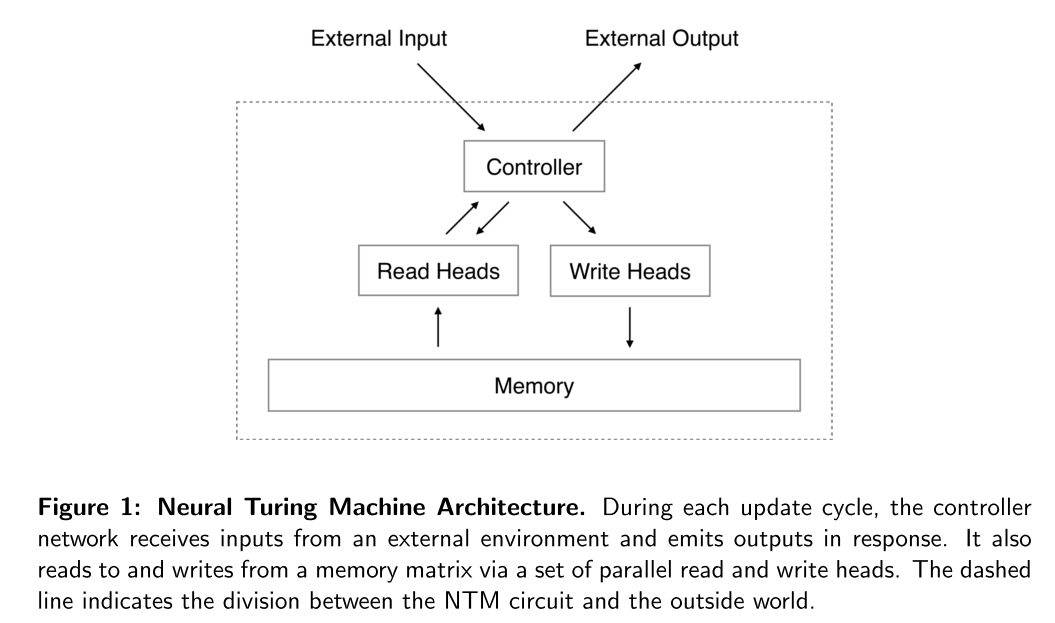 External Input
External Output
Controller
Read Heads
Write Heads
Memory
Figure 1: Neural Turing Machine Architecture. During each update cycle, the controller
network receives inputs from an external environment and emits outputs in response. It also
reads to and writes from a memory matrix via a set of parallel read and write heads. The dashed
line indicates the division between the NTM circuit and the outside world.